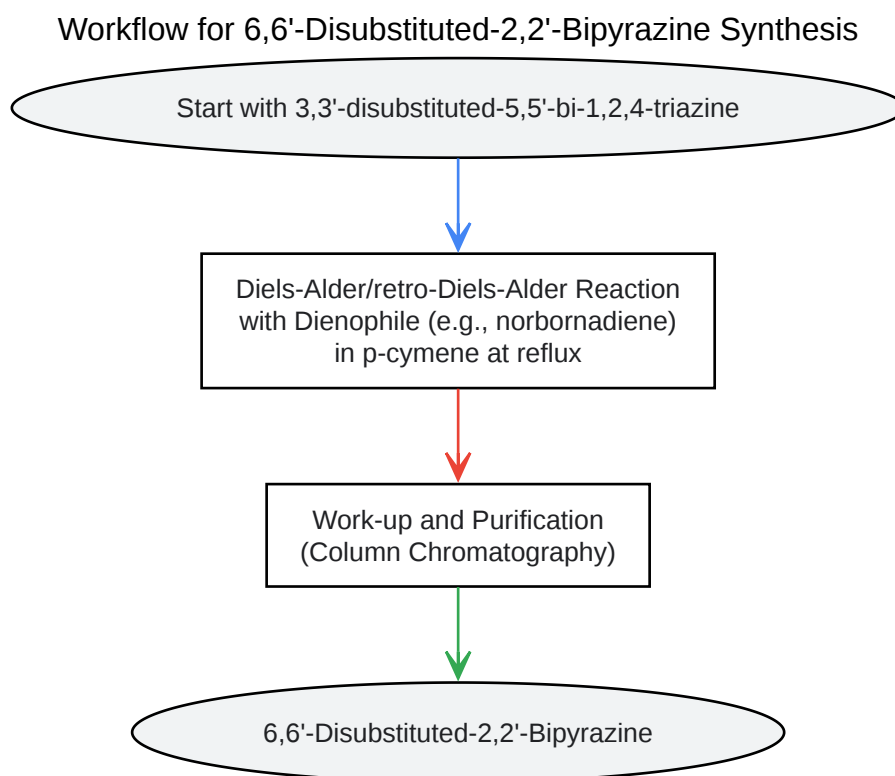 Workflow for 6,6'-Disubstituted-2,2'-Bipyrazine Synthesis
Start with 3,3'-disubstituted-5,5'-bi-1,2,4-triazine
Diels-Alder/retro-Diels-Alder Reaction
with Dienophile (e.g., norbornadiene)
in p-cymene at reflux
Work-up and Purification
(Column Chromatography)
6,6'-Disubstituted-2,2'-Bipyrazine